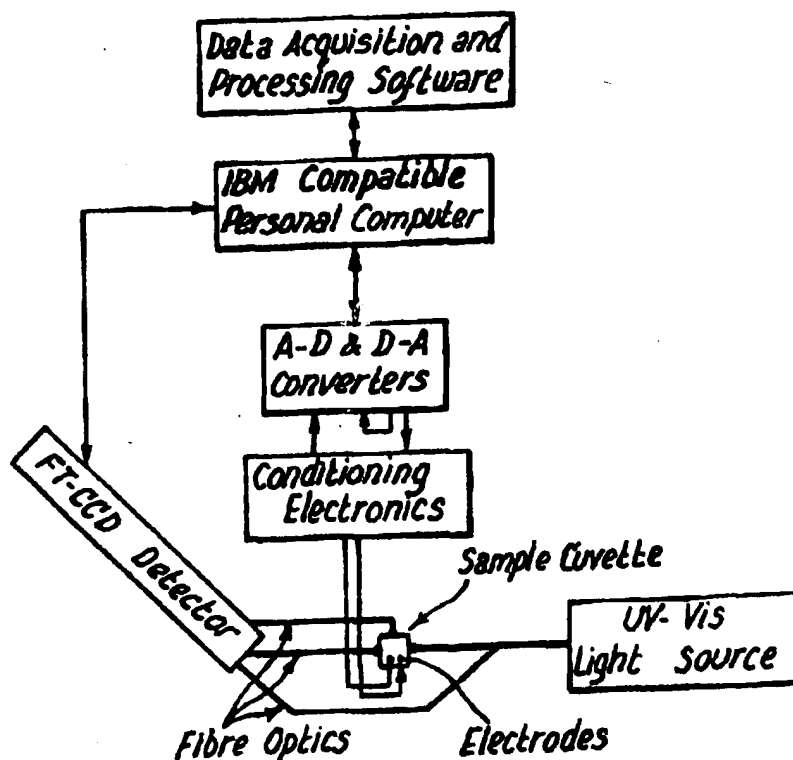 Data Acquisition and
Processing Software
IBM Compatible
Personal Computer
A-D & D-A
Converters
Conditioning
Electronics
FT-CCD Detector
Sample Cuvette
UV-Vis
Light Source
Fibre Optics
Electrodes